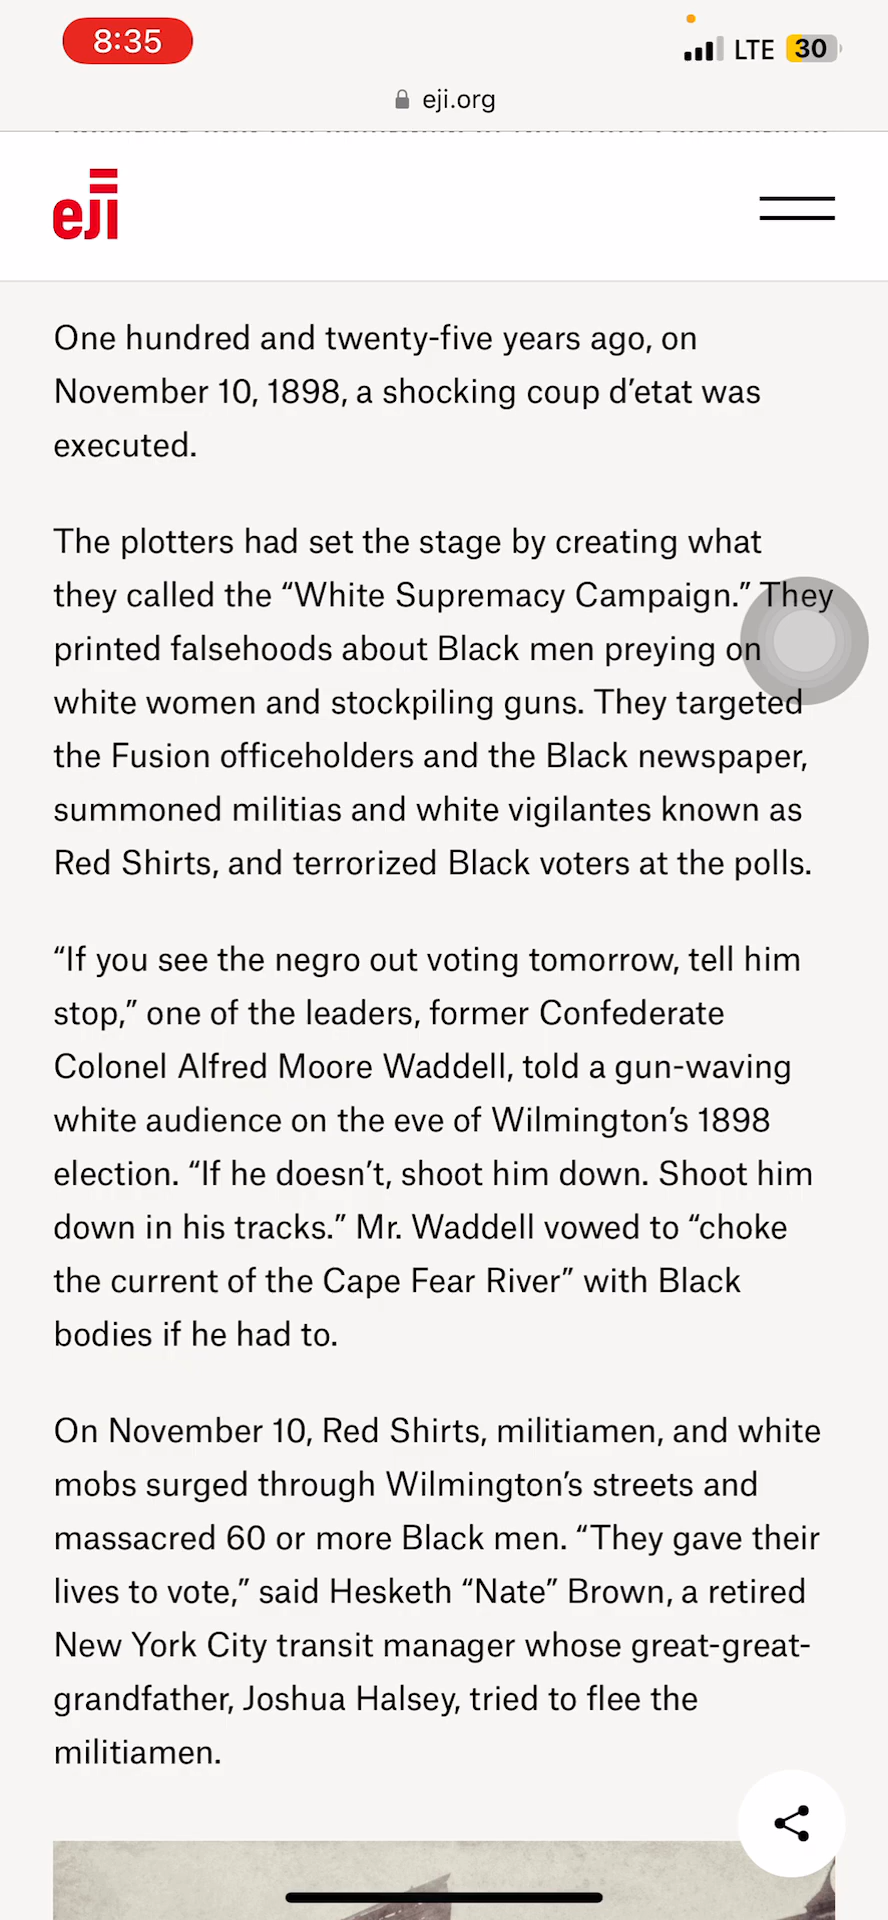 8:35
LTE 30
eji.org
eji
One hundred and twenty-five years ago, on
November 10, 1898, a shocking coup d’etat was
executed.
The plotters had set the stage by creating what
they called the “White Supremacy Campaign.” They
printed falsehoods about Black men preying on
white women and stockpiling guns. They targeted
the Fusion officeholders and the Black newspaper,
summoned militias and white vigilantes known as
Red Shirts, and terrorized Black voters at the polls.
“If you see the negro out voting tomorrow, tell him
stop,” one of the leaders, former Confederate
Colonel Alfred Moore Waddell, told a gun-waving
white audience on the eve of Wilmington’s 1898
election. “If he doesn’t, shoot him down. Shoot him
down in his tracks.” Mr. Waddell vowed to “choke
the current of the Cape Fear River” with Black
bodies if he had to.
On November 10, Red Shirts, militiamen, and white
mobs surged through Wilmington’s streets and
massacred 60 or more Black men. “They gave their
lives to vote,” said Hesketh “Nate” Brown, a retired
New York City transit manager whose great-great-
grandfather, Joshua Halsey, tried to flee the
militiamen.